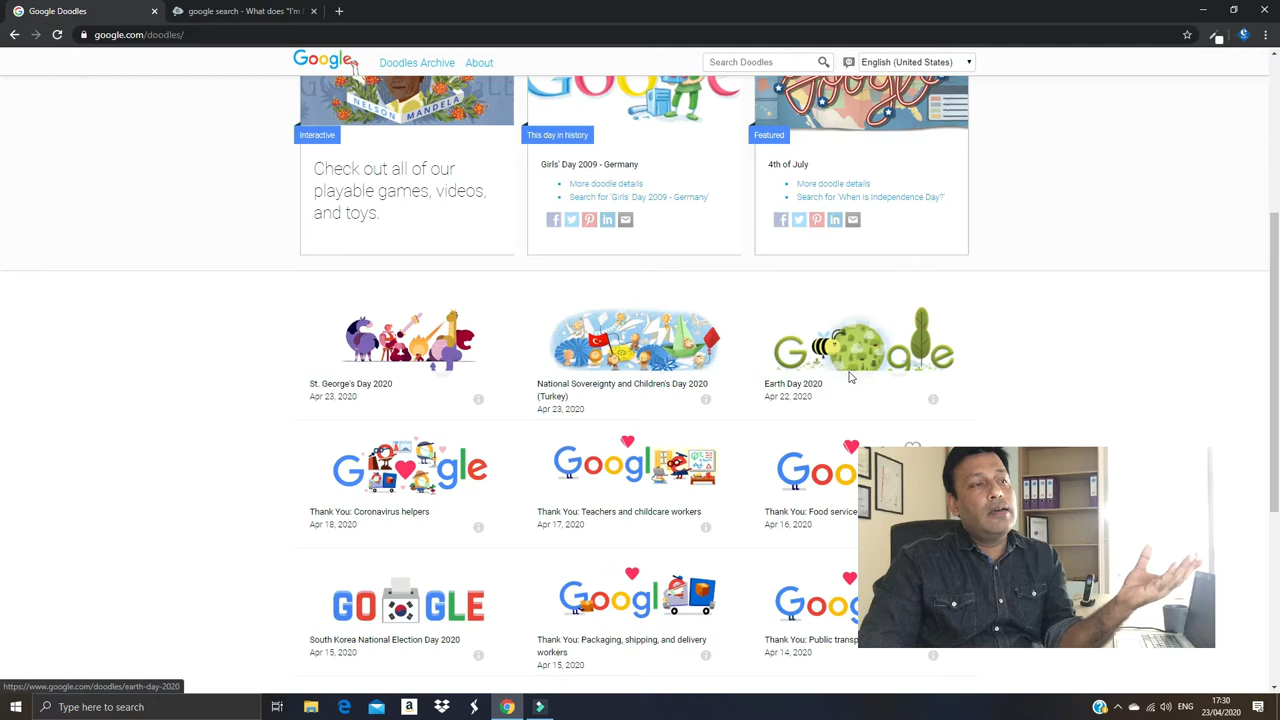 Google Doodles
google search - What does "I'm
google.com/doodles/
Google
Doodles Archive
About
Search Doodles
English (United States)
NELSON MANDELA
Google
Google
Interactive
This day in history
Featured
Check out all of our
playable games, videos,
and toys.
Girls' Day 2009 - Germany
More doodle details
Search for 'Girls' Day 2009 - Germany'
4th of July
More doodle details
Search for 'When is Independence Day?'
Google
St. George's Day 2020
Apr 23, 2020
National Sovereignty and Children's Day 2020
(Turkey)
Apr 23, 2020
Earth Day 2020
Apr 22, 2020
Google
Googl
Goo
Thank You: Coronavirus helpers
Apr 18, 2020
Thank You: Teachers and childcare workers
Apr 17, 2020
Thank You: Food service
Apr 16, 2020
GO GLE
Googl
Goo
South Korea National Election Day 2020
Apr 15, 2020
Thank You: Packaging, shipping, and delivery
workers
Apr 15, 2020
Thank You: Public transp
Apr 14, 2020
https://www.google.com/doodles/earth-day-2020
Type here to search
ENG
17:30
23/04/2020